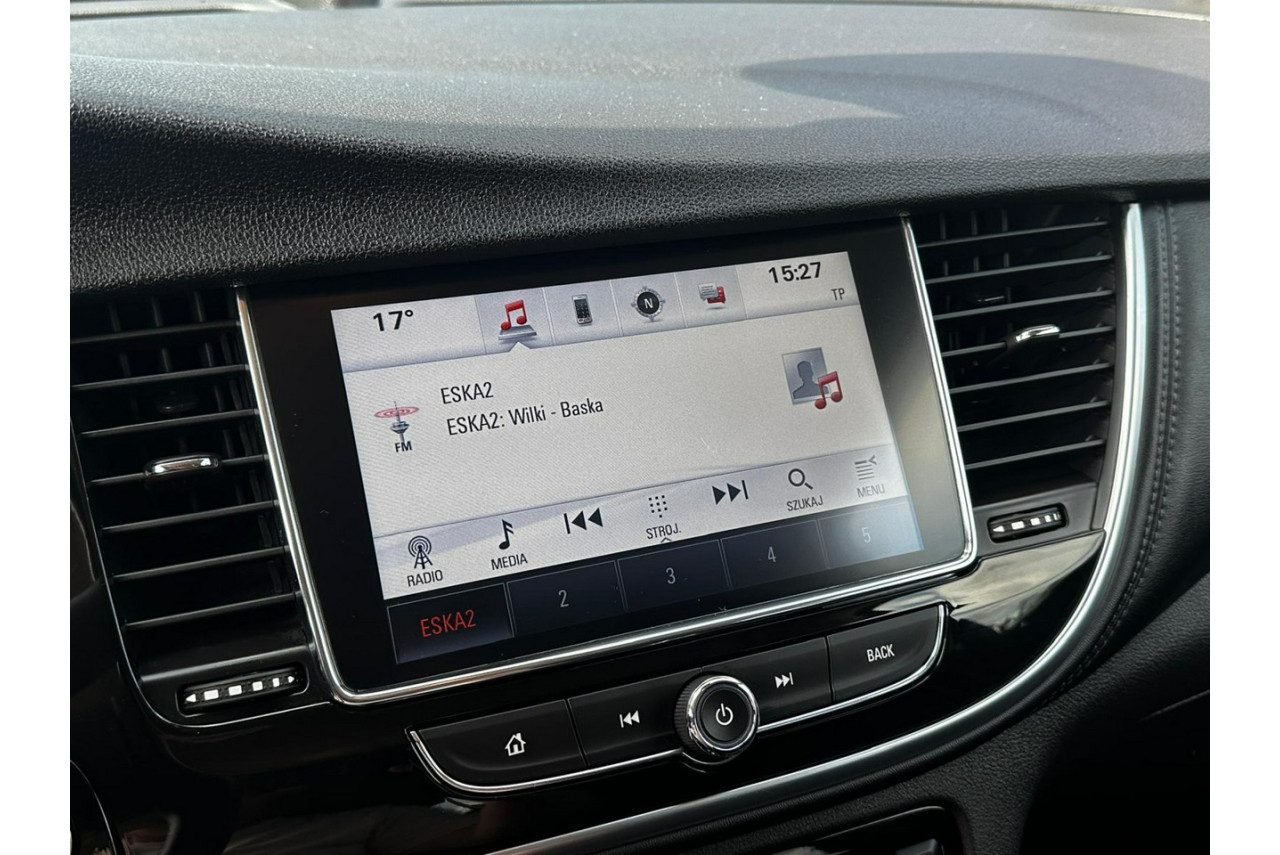 17°
N
15:27
TP
ESKA2
ESKA2: Wilki - Baska
FM
RADIO
MEDIA
STROJ.
SZUKAJ
MENU
ESKA2
2
3
4
5
BACK